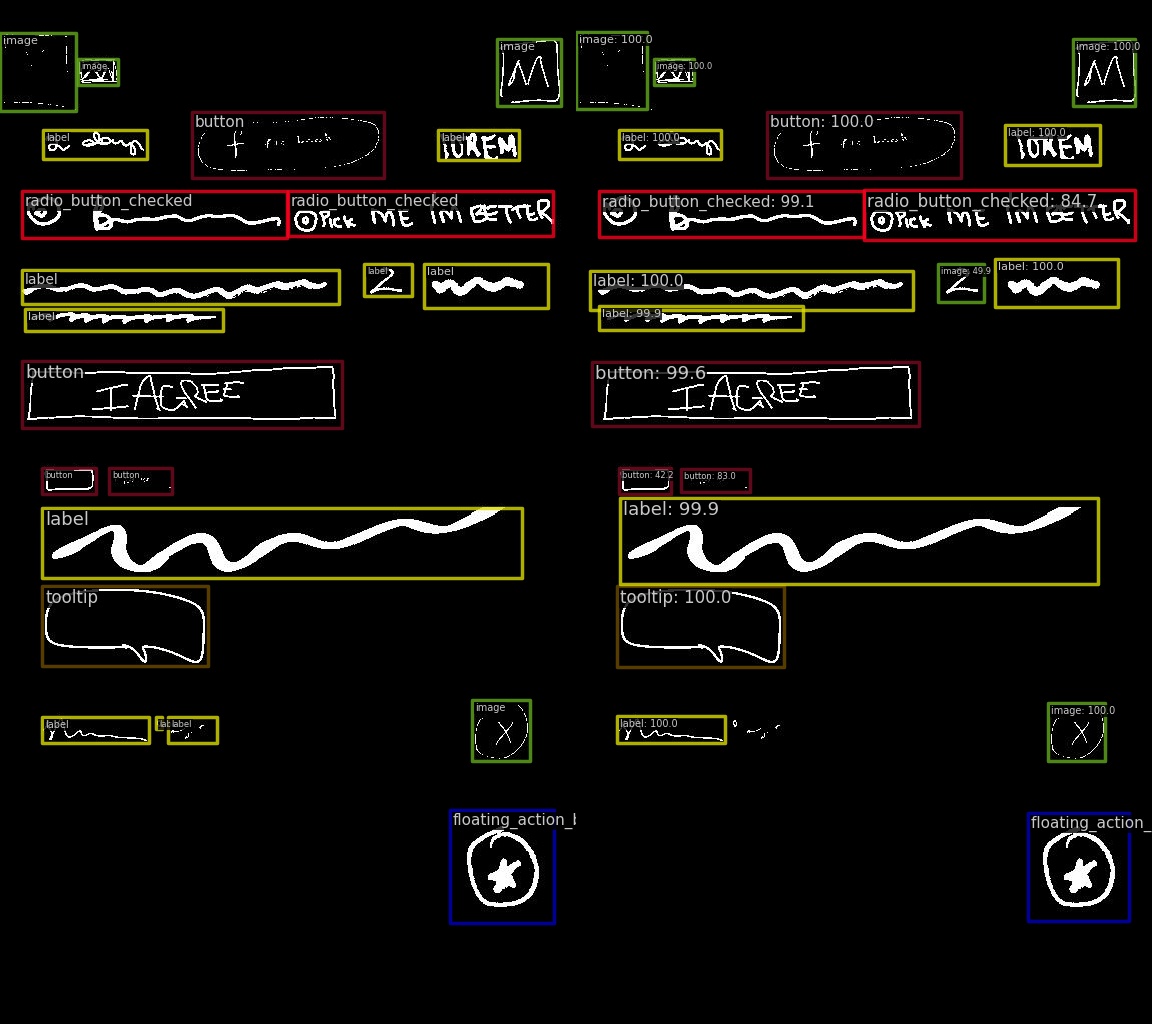 image image image image: 100.0 image: 100.0 image: 100.0
M M
button button: 100.0
label label label: 100.0 label: 100.0
f f
LOREM LOREM
radio_button_checked radio_button_checked radio_button_checked: 99.1 radio_button_checked: 84.7
Pick ME IM BETTER Pick ME IM BETTER
label label label label: 100.0 image: 49.9 label: 100.0
label label: 99.9
button button: 99.6
I AGREE I AGREE
button button button: 42.2 button: 83.0
label label: 99.9
tooltip tooltip: 100.0
image image: 100.0
X X
label label label: 100.0
floating_action_b floating_action_